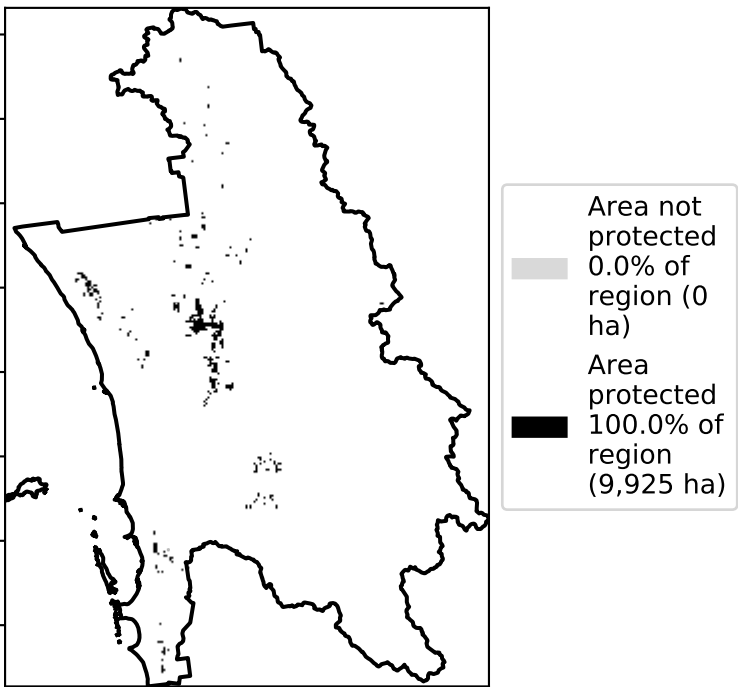 Area not
protected
0.0% of
region (0
ha)
Area
protected
100.0% of
region
(9,925 ha)